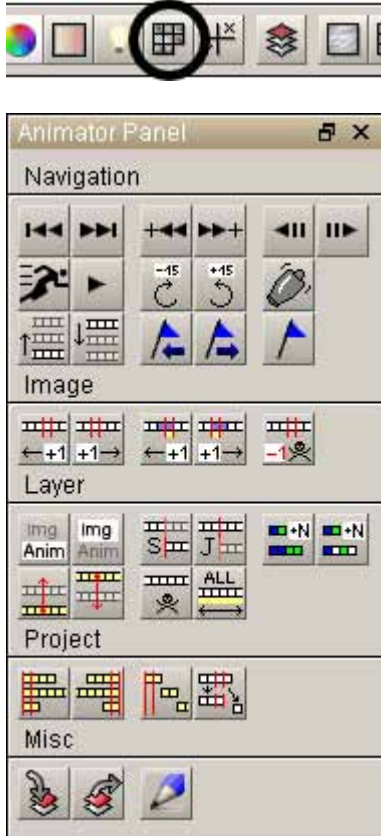 Animator Panel
Navigation
-15 +15
Image
+1 +1 +1 +1 -1
Layer
Img Img S J +N +N
Anim Anim
ALL
Project
Misc